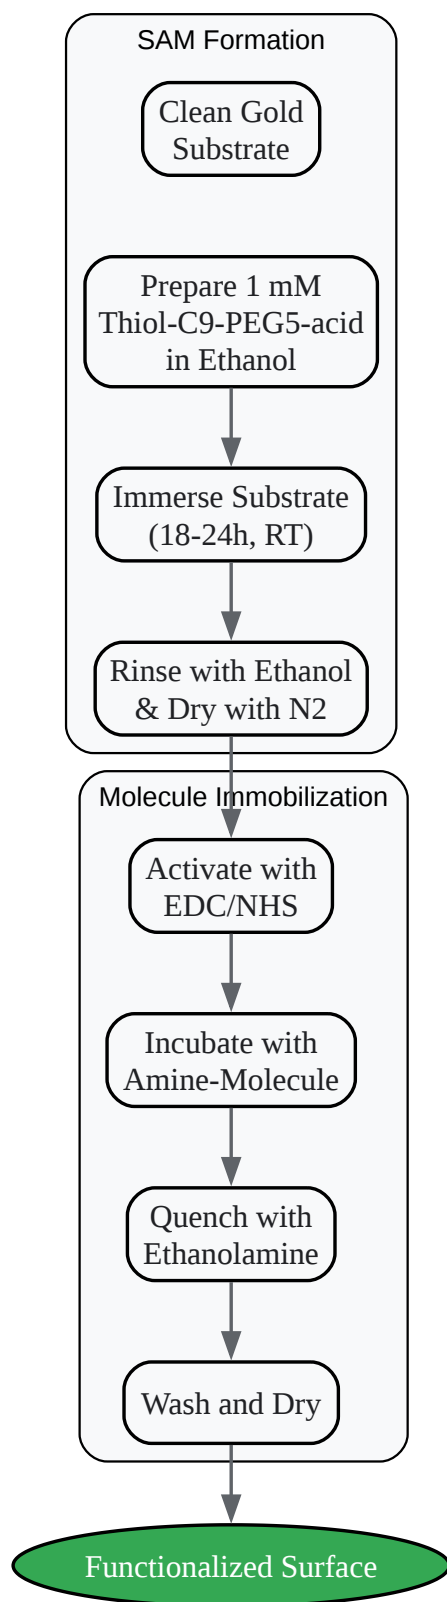 SAM Formation
Clean Gold
Substrate
Prepare 1 mM
Thiol-C9-PEG5-acid
in Ethanol
Immerse Substrate
(18-24h, RT)
Rinse with Ethanol
& Dry with N2
Molecule Immobilization
Activate with
EDC/NHS
Incubate with
Amine-Molecule
Quench with
Ethanolamine
Wash and Dry
Functionalized Surface